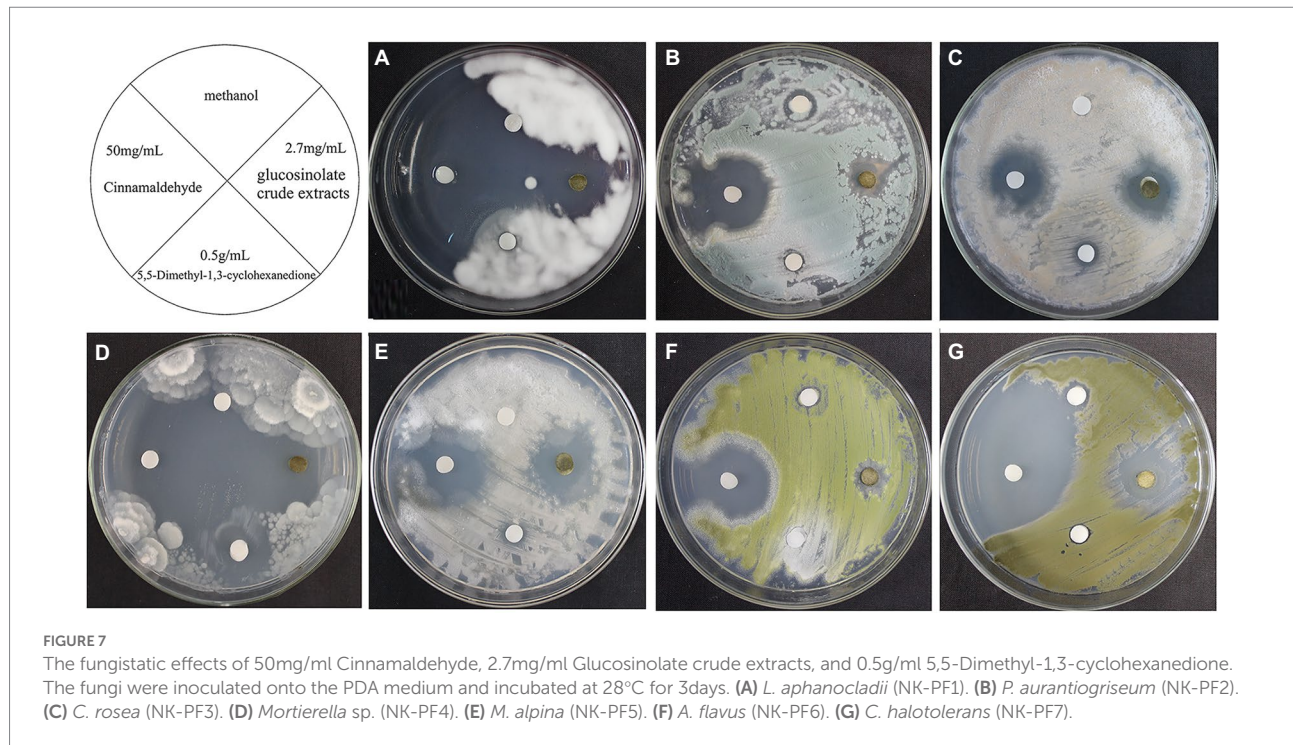 methanol
50mg/mL
Cinnamaldehyde
2.7mg/mL
glucosinolate
crude extracts
0.5g/mL
5,5-Dimethyl-1,3-cyclohexanedione
A
B
C
D
E
F
G
FIGURE 7
The fungistatic effects of 50mg/ml Cinnamaldehyde, 2.7mg/ml Glucosinolate crude extracts, and 0.5g/ml 5,5-Dimethyl-1,3-cyclohexanedione.
The fungi were inoculated onto the PDA medium and incubated at 28°C for 3days. (A) L. aphanocladii (NK-PF1). (B) P. aurantiogriseum (NK-PF2).
(C) C. rosea (NK-PF3). (D) Mortierella sp. (NK-PF4). (E) M. alpina (NK-PF5). (F) A. flavus (NK-PF6). (G) C. halotolerans (NK-PF7).